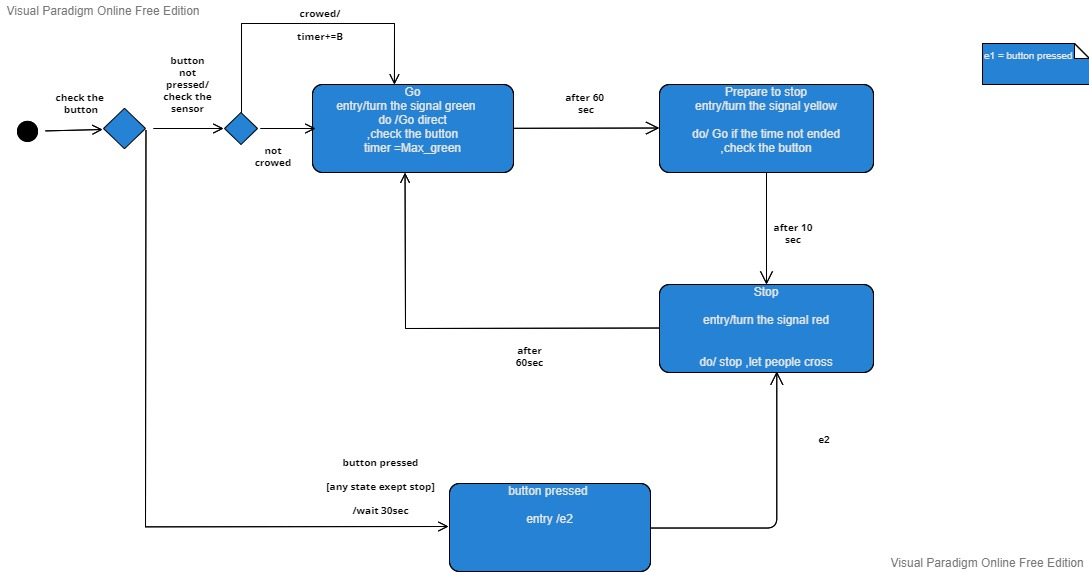 Visual Paradigm Online Free Edition
crowed/
timer+=B
button
not
pressed/
check the
sensor
check the
button
not
crowed
Go
entry/turn the signal green
do /Go direct
,check the button
timer =Max_green
after 60
sec
Prepare to stop
entry/turn the signal yellow
do/ Go if the time not ended
,check the button
e1 = button pressed
after 10
sec
Stop
entry/turn the signal red
do/ stop ,let people cross
after
60sec
e2
button pressed
[any state exept stop]
/wait 30sec
button pressed
entry /e2
Visual Paradigm Online Free Edition